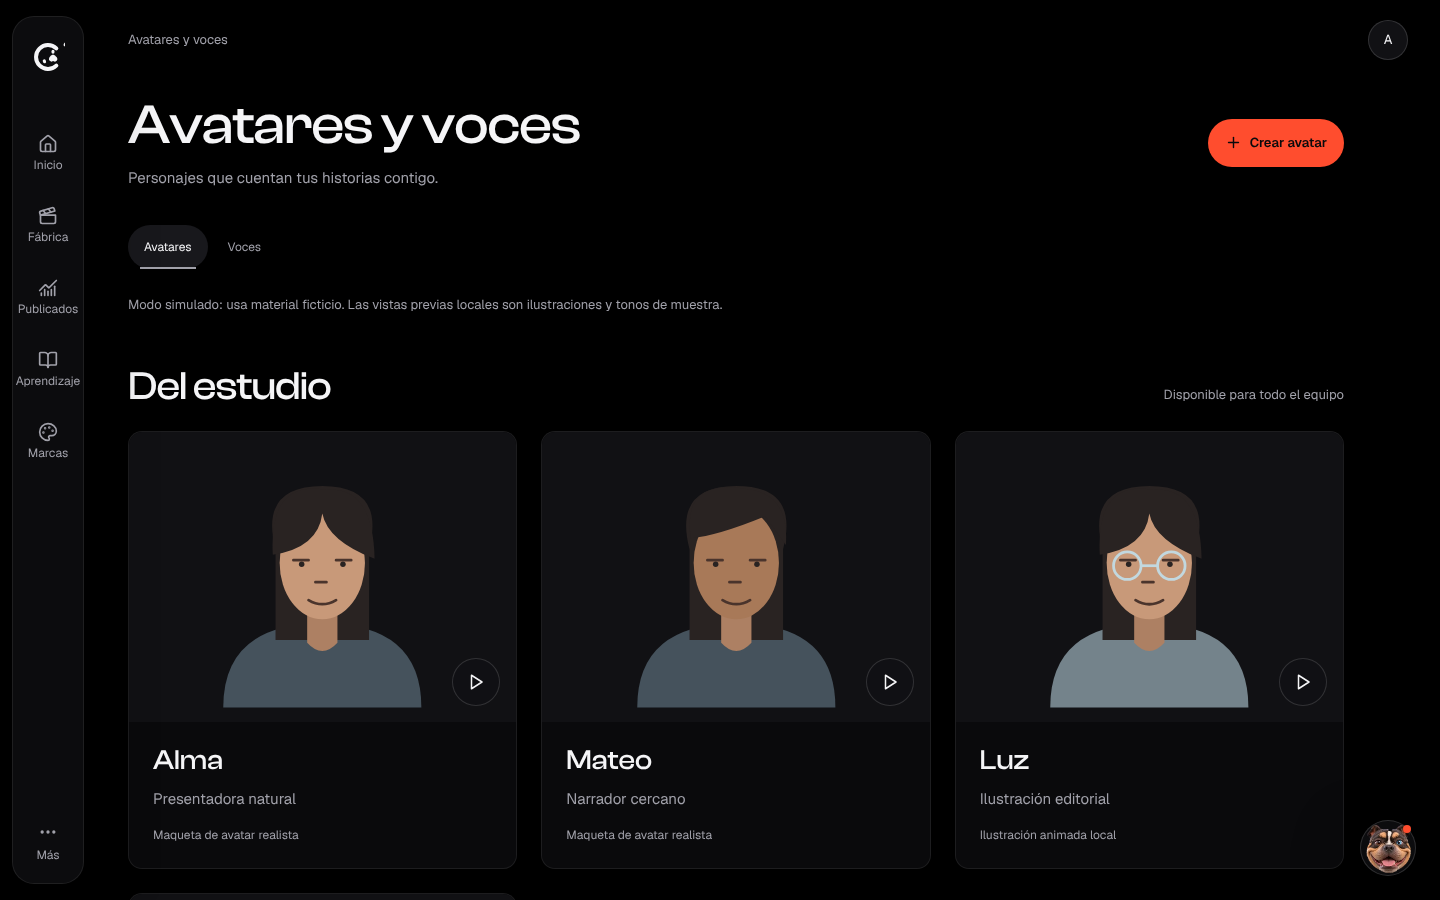 Avatares y voces
A
Avatares y voces
Crear avatar
Personajes que cuentan tus historias contigo.
Avatares
Voces
Modo simulado: usa material ficticio. Las vistas previas locales son ilustraciones y tonos de muestra.
Del estudio
Disponible para todo el equipo
Alma
Presentadora natural
Maqueta de avatar realista
Mateo
Narrador cercano
Maqueta de avatar realista
Luz
Ilustración editorial
Ilustración animada local
Inicio
Fábrica
Publicados
Aprendizaje
Marcas
Más